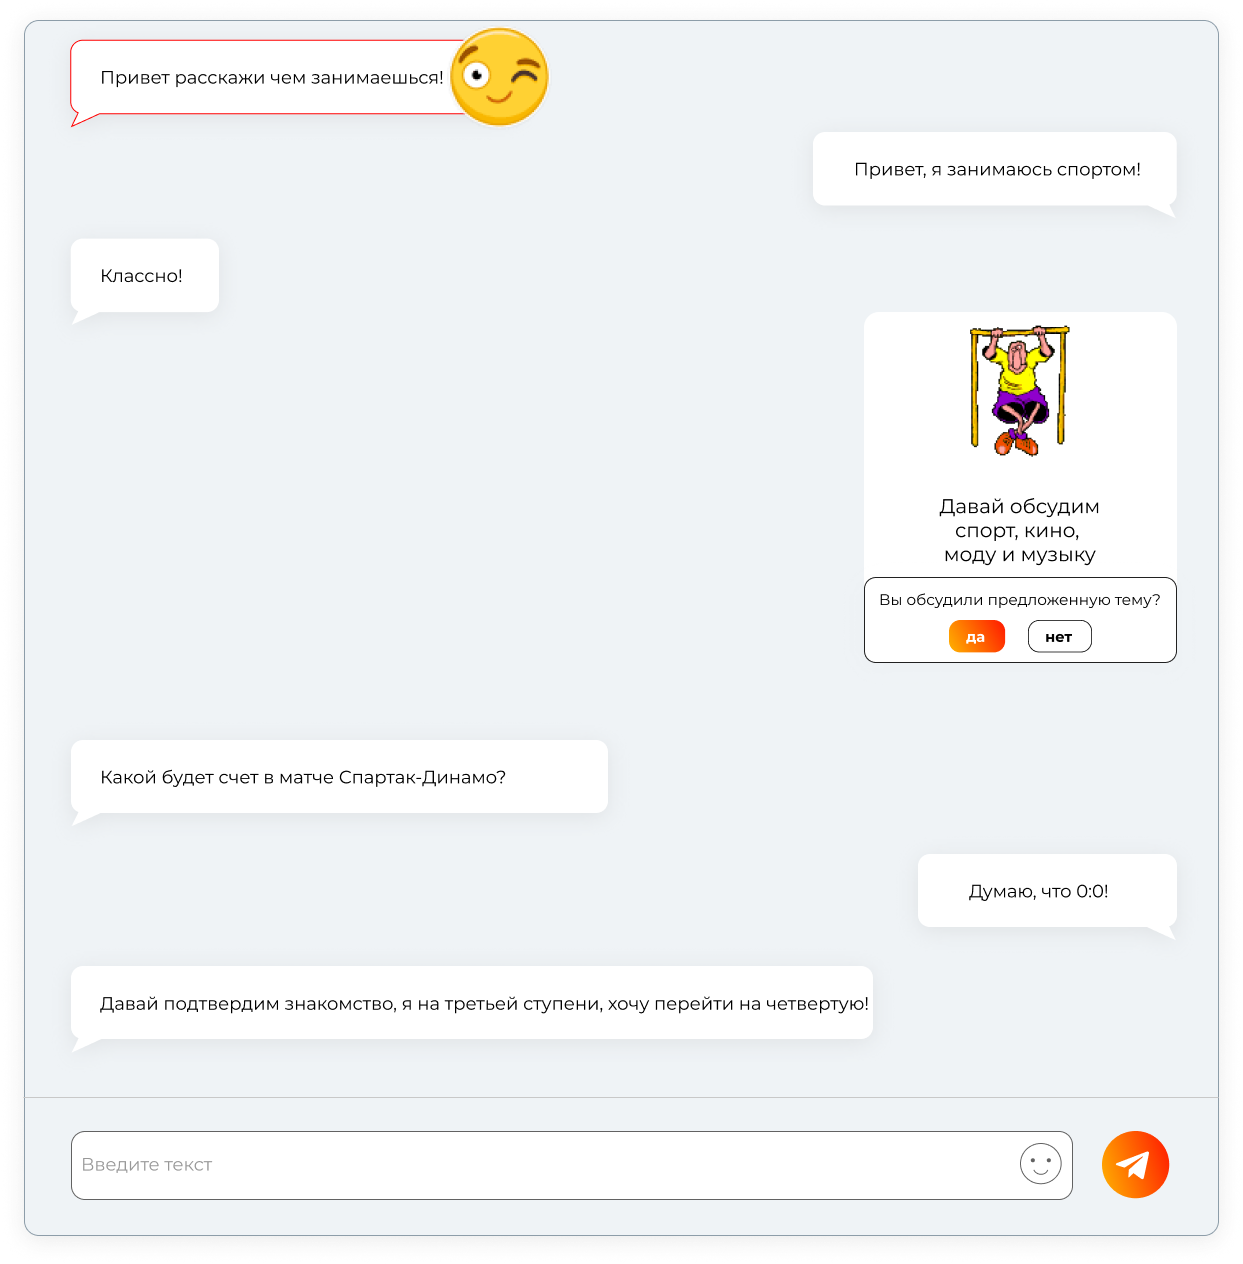 Привет расскажи чем занимаешься!
Привет, я занимаюсь спортом!
Классно!
Давай обсудим
спорт, кино,
моду и музыку
Вы обсудили предложенную тему?
да
нет
Какой будет счет в матче Спартак-Динамо?
Думаю, что 0:0!
Давай подтвердим знакомство, я на третьей ступени, хочу перейти на четвертую!
Введите текст